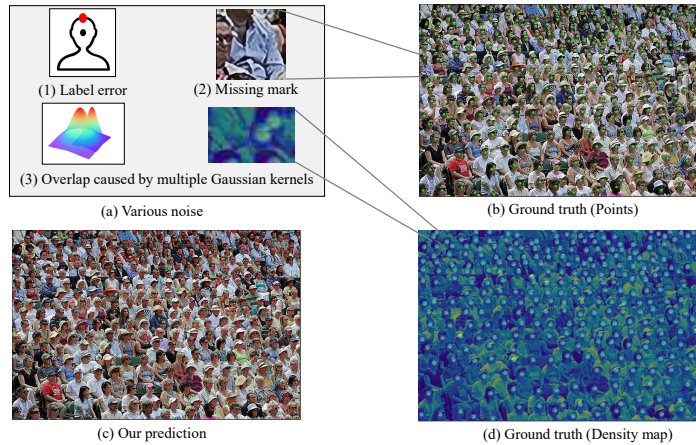 (1) Label error
(2) Missing mark
(3) Overlap caused by multiple Gaussian kernels
(a) Various noise
(b) Ground truth (Points)
(c) Our prediction
(d) Ground truth (Density map)